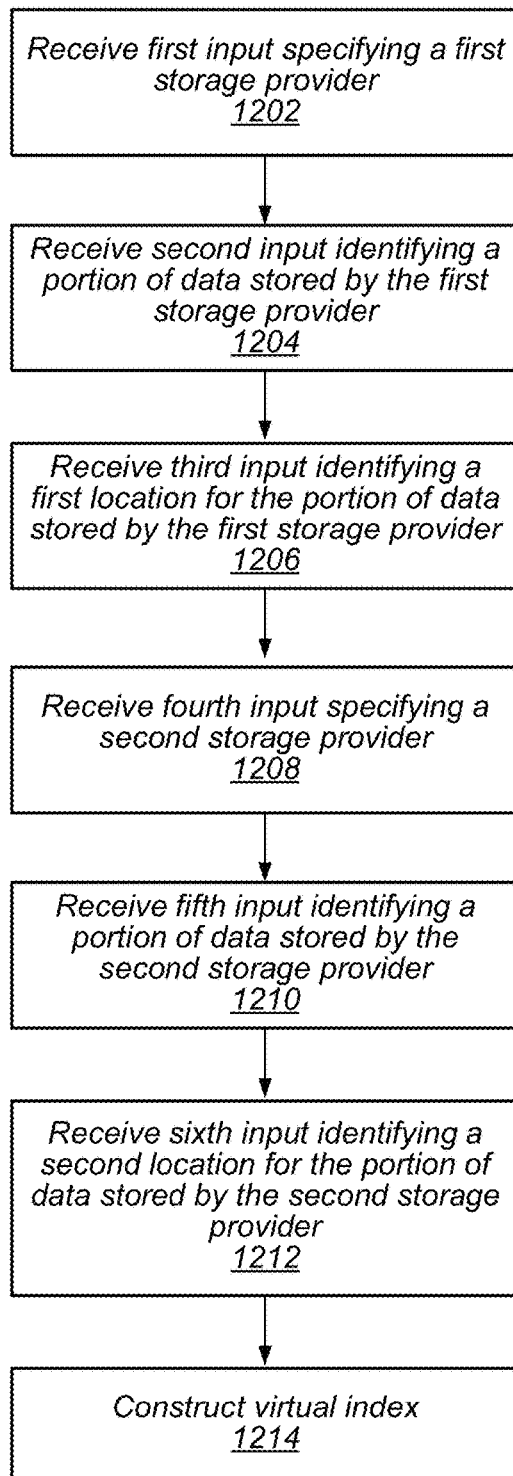 Receive first input specifying a first
storage provider
1202
Receive second input identifying a
portion of data stored by the first
storage provider
1204
Receive third input identifying a
first location for the portion of data
stored by the first storage provider
1206
Receive fourth input specifying a
second storage provider
1208
Receive fifth input identifying a
portion of data stored by the
second storage provider
1210
Receive sixth input identifying a
second location for the portion of
data stored by the second storage
provider
1212
Construct virtual index
1214